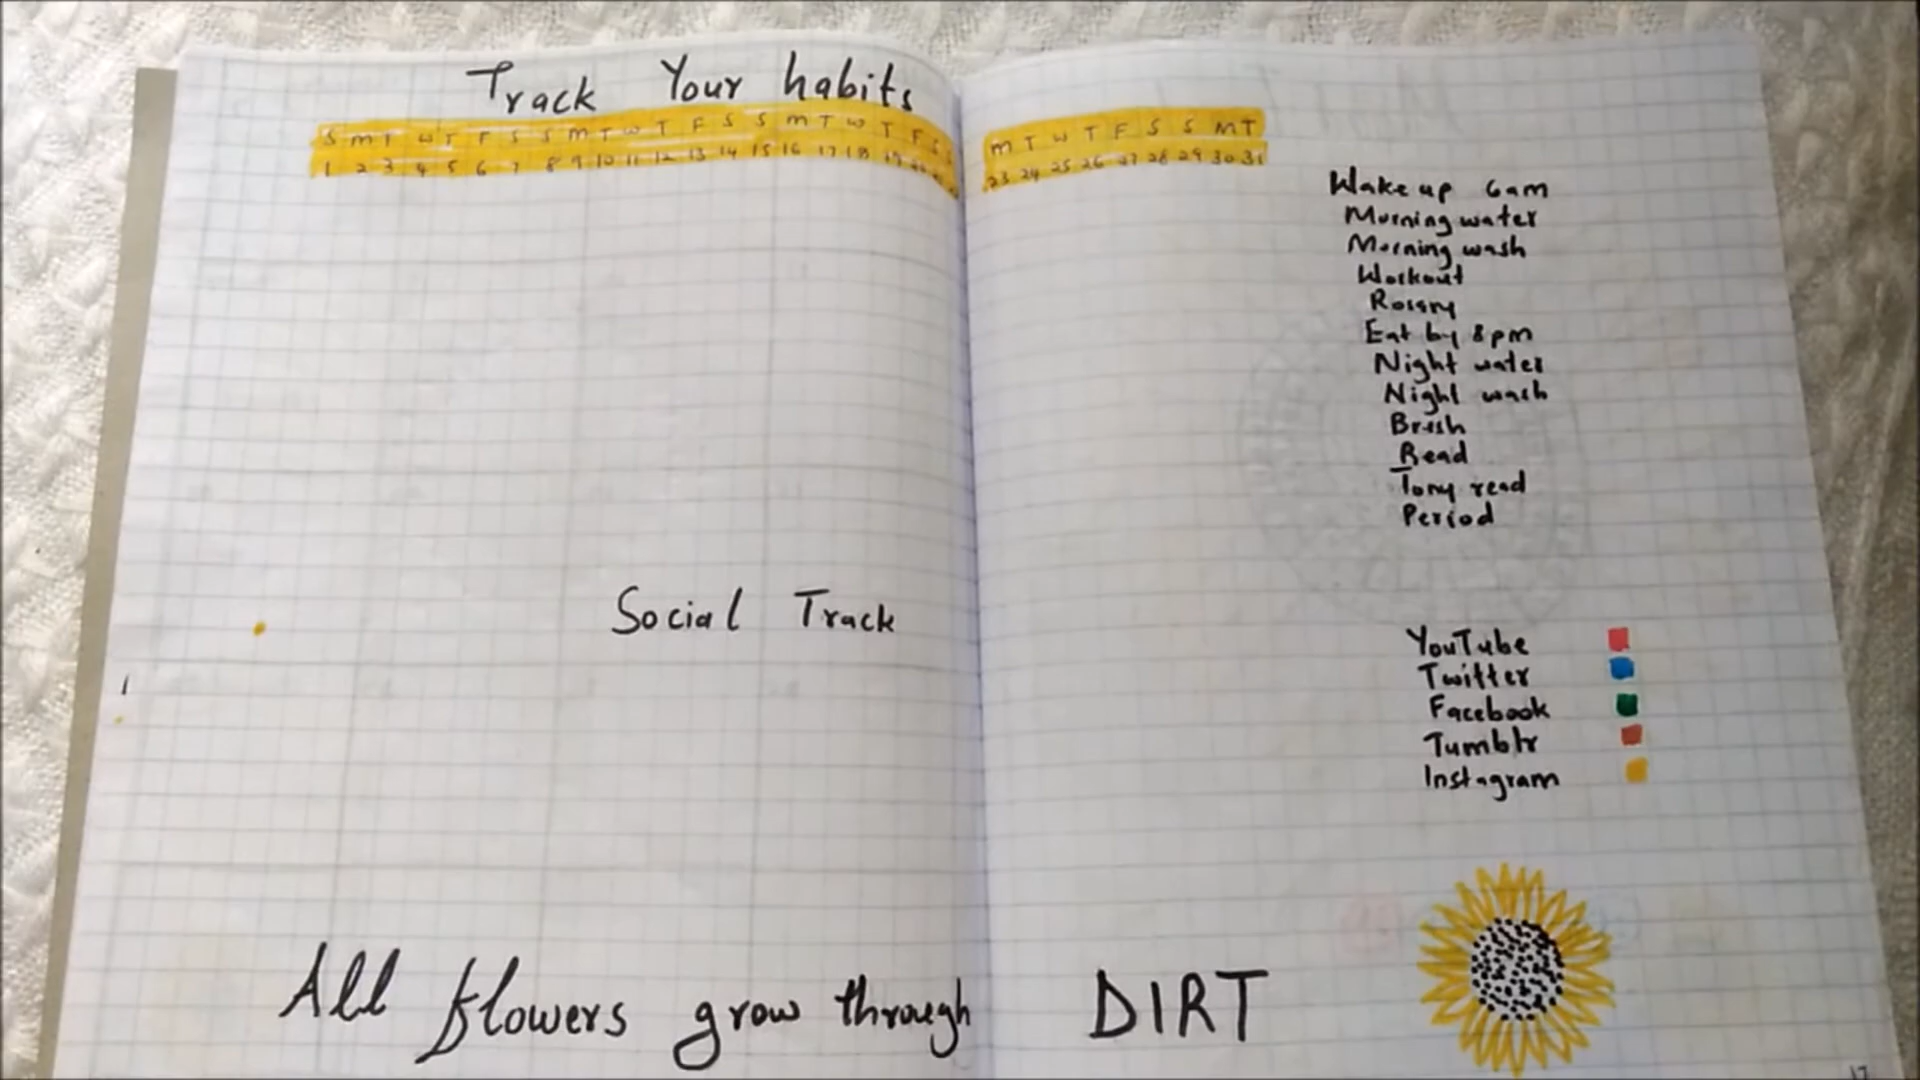 Track Your habits
S M T W T F S S M T W T F S S M T W T F S S M T W T F S S M T
1 2 3 4 5 6 7 8 9 10 11 12 13 14 15 16 17 18 19 20 23 24 25 26 27 28 29 30 31
Wake up 6am
Morning water
Morning wash
Workout
Rosary
Eat by 8pm
Night water
Night wash
Brush
Read
Tony read
Period
Social Track
YouTube
Twitter
Facebook
Tumblr
Instagram
All flowers grow through DIRT
17